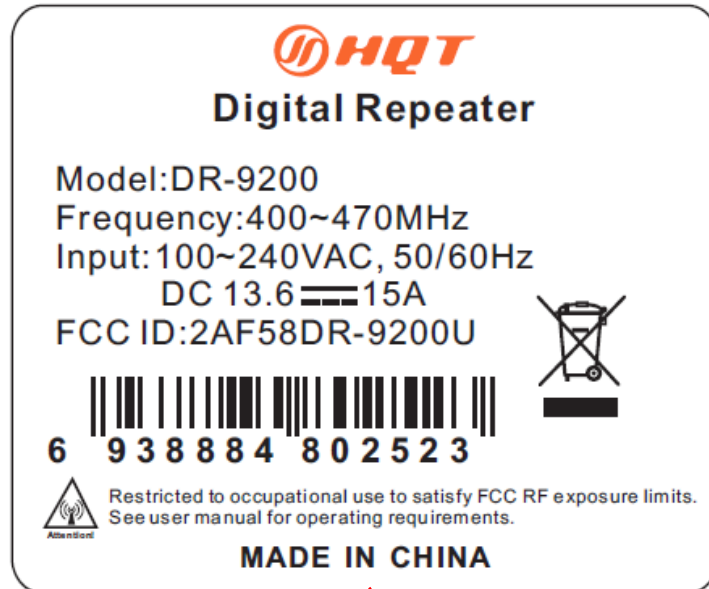 HQT
Digital Repeater
Model:DR-9200
Frequency:400~470MHz
Input:100~240VAC, 50/60Hz
DC 13.6⎓15A
FCC ID:2AF58DR-9200U
6 938884 802523
Restricted to occupational use to satisfy FCC RF exposure limits.
See user manual for operating requirements.
Attention!
MADE IN CHINA